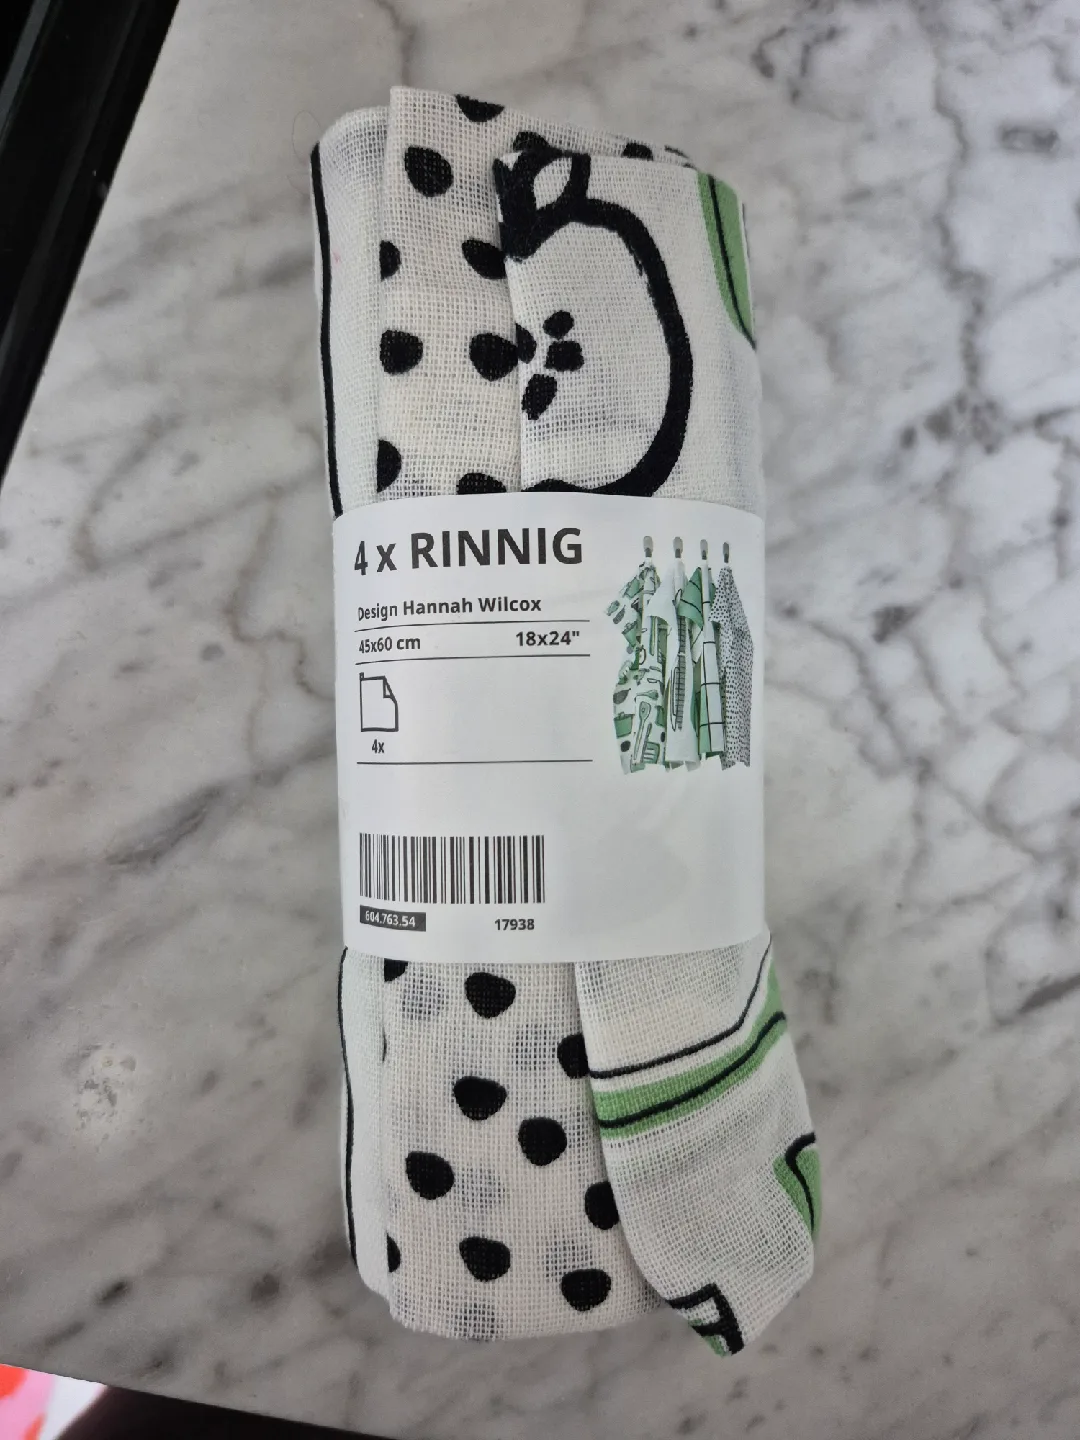 4 x RINNIG
Design Hannah Wilcox
45x60 cm 18x24"
4x
604.763.54 17938